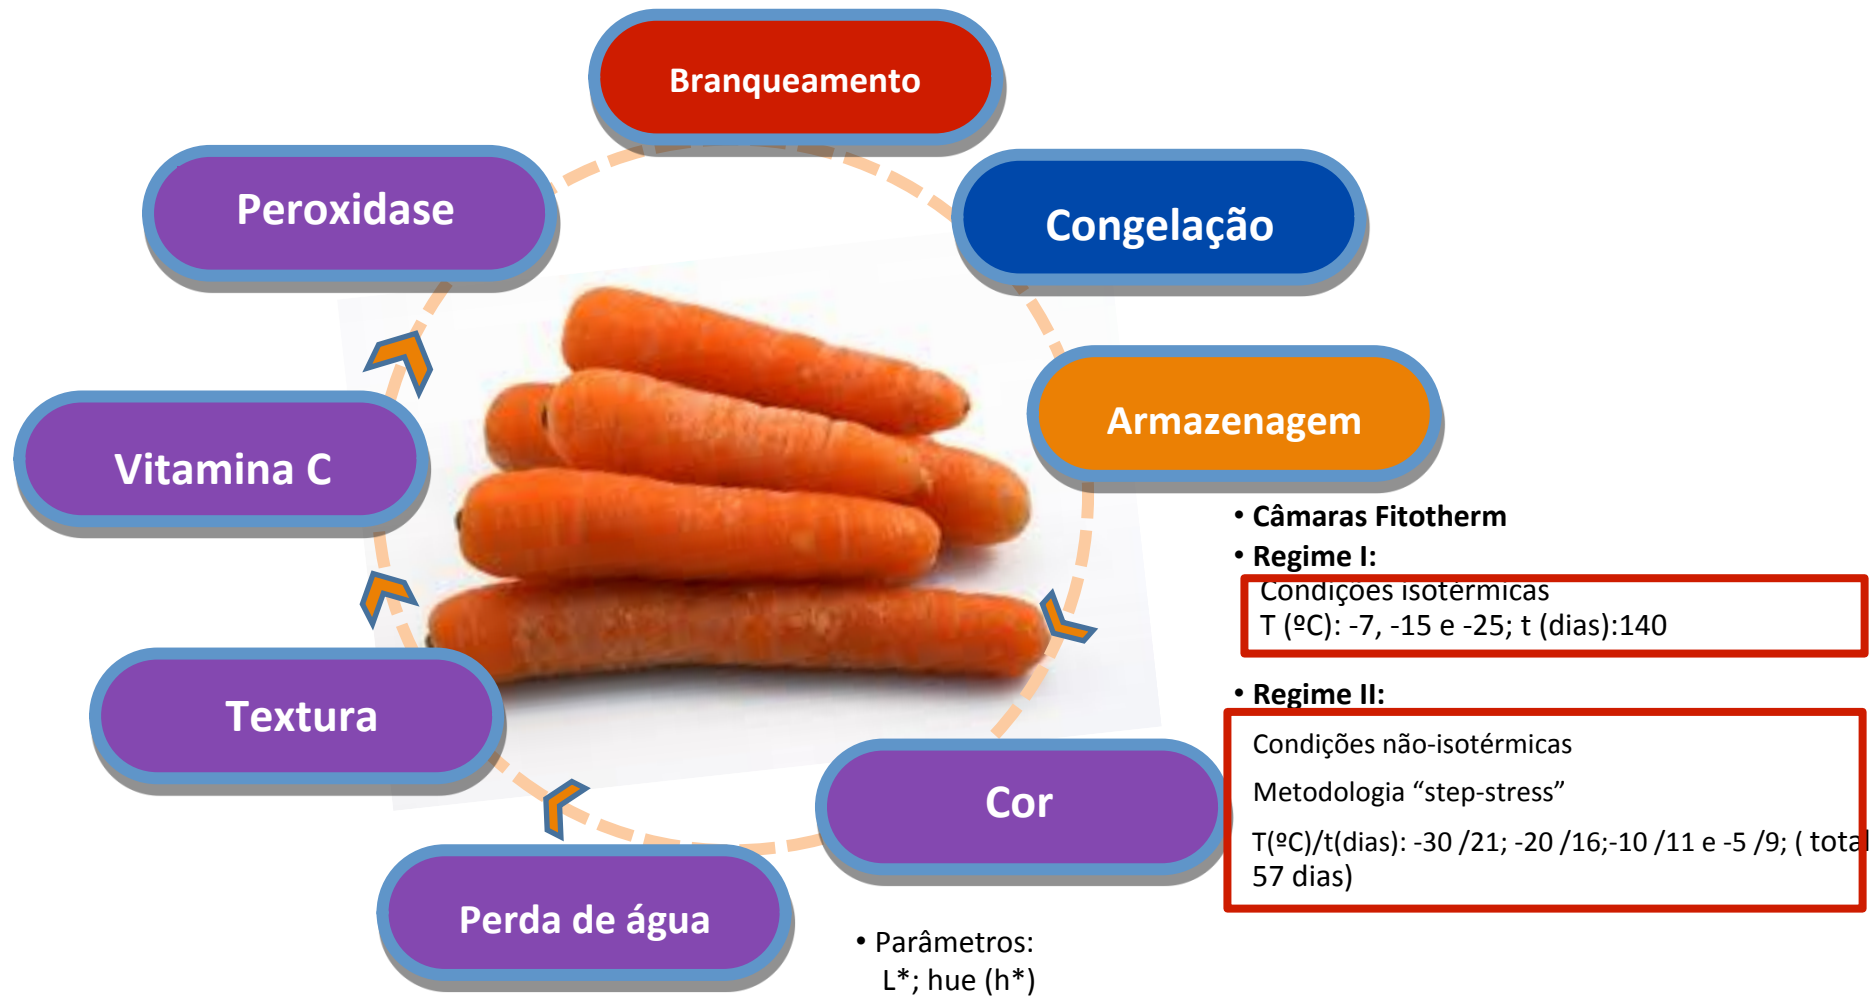 Branqueamento
Peroxidase
Congelação
Armazenagem
Vitamina C
• Câmaras Fitotherm
• Regime I:
Condições isotérmicas
T (ºC): -7, -15 e -25; t (dias):140
• Regime II:
Condições não-isotérmicas
Metodologia “step-stress”
T(ºC)/t(dias): -30 /21; -20 /16;-10 /11 e -5 /9; ( total
57 dias)
Textura
Cor
Perda de água
• Parâmetros:
L*; hue (h*)